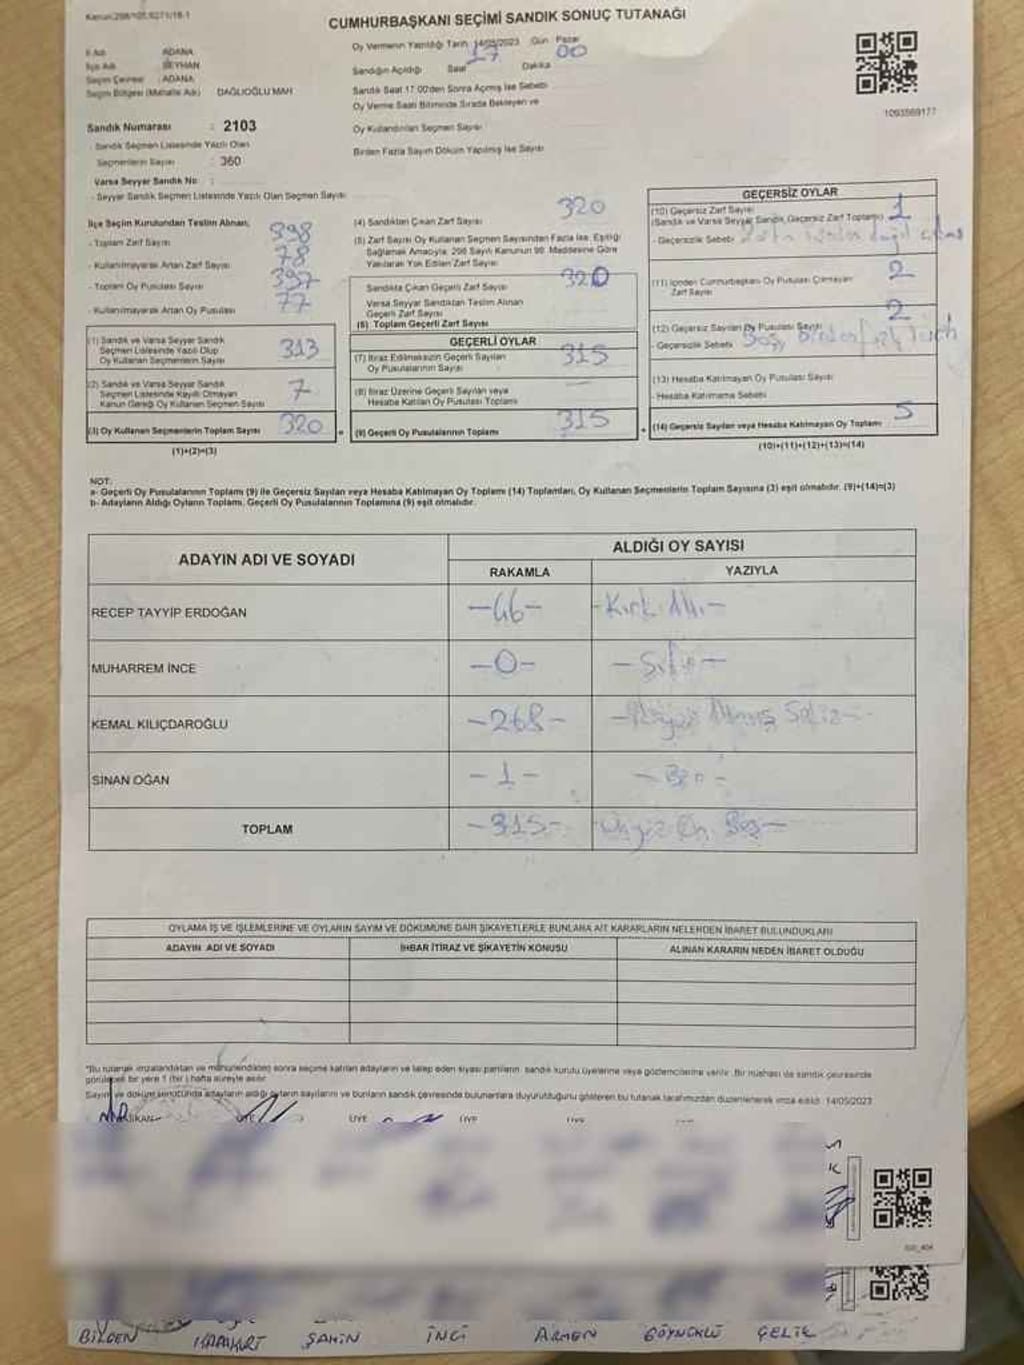 CUMHURBAŞKANI SEÇİMİ SANDIK SONUÇ TUTANAĞI
Oy Vermenin Yapıldığı Tarih 14/05/2023 Gün Pazar
İl Adı ADANA
İlçe Adı SEYHAN
Seçim Çevresi : ADANA
Seçim Bölgesi (Mahalle Adı) DAĞLIOĞLU MAH
Sandığın Açıldığı Saat 17 Dakika 00
Sandık Saat 17:00'den Sonra Açılmış İse Sebebi
Oy Verme Saati Bitiminde Sırada Bekleyen ve
Oy Kullandırılan Seçmen Sayısı
Birden Fazla Sayım Döküm Yapılmış İse Sayısı
1093569177
Sandık Numarası : 2103
- Sandık Seçmen Listesinde Yazılı Olan
Seçmenlerin Sayısı : 360
Varsa Seyyar Sandık No :
- Seyyar Sandık Seçmen Listesinde Yazılı Olan Seçmen Sayısı
İlçe Seçim Kurulundan Teslim Alınan;
- Toplam Zarf Sayısı 398
- Kullanılmayarak Artan Zarf Sayısı 78
- Toplam Oy Pusulası Sayısı 397
- Kullanılmayarak Artan Oy Pusulası 77
(1) Sandık ve Varsa Seyyar Sandık
Seçmen Listesinde Yazılı Olup
Oy Kullanan Seçmenlerin Sayısı 313
(2) Sandık ve Varsa Seyyar Sandık
Seçmen Listesinde Kayıtlı Olmayan
Kanun Gereği Oy Kullanan Seçmen Sayısı 7
(3) Oy Kullanan Seçmenlerin Toplam Sayısı 320
(1)+(2)=(3)
(4) Sandıktan Çıkan Zarf Sayısı 320
(5) Zarf Sayısı Oy Kullanan Seçmen Sayısından Fazla İse, Eşitliği
Sağlamak Amacıyla, 298 Sayılı Kanunun 98. Maddesine Göre
Yakılarak Yok Edilen Zarf Sayısı
Sandıkta Çıkan Geçerli Zarf Sayısı 320
Varsa Seyyar Sandıktan Teslim Alınan
Geçerli Zarf Sayısı
(6) Toplam Geçerli Zarf Sayısı
GEÇERLİ OYLAR
(7) İtiraz Edilmeksizin Geçerli Sayılan
Oy Pusulalarının Sayısı 315
(8) İtiraz Üzerine Geçerli Sayılan veya
Hesaba Katılan Oy Pusulası Toplamı
(9) Geçerli Oy Pusulalarının Toplamı 315
GEÇERSİZ OYLAR
(10) Geçersiz Zarf Sayısı
(Sandık ve Varsa Seyyar Sandık Geçersiz Zarf Toplamı) 1
- Geçersizlik Sebebi
(11) İçinden Cumhurbaşkanı Oy Pusulası Çıkmayan
Zarf Sayısı 2
(12) Geçersiz Sayılan Oy Pusulası Sayısı 2
- Geçersizlik Sebebi
(13) Hesaba Katılmayan Oy Pusulası Sayısı
- Hesaba Katılmama Sebebi
(14) Geçersiz Sayılan veya Hesaba Katılmayan Oy Toplamı 5
(10)+(11)+(12)+(13)=(14)
NOT:
a- Geçerli Oy Pusulalarının Toplamı (9) ile Geçersiz Sayılan veya Hesaba Katılmayan Oy Toplamı (14) Toplamları, Oy Kullanan Seçmenlerin Toplam Sayısına (3) eşit olmalıdır. (9)+(14)=(3)
b- Adayların Aldığı Oyların Toplamı, Geçerli Oy Pusulalarının Toplamına (9) eşit olmalıdır.
ADAYIN ADI VE SOYADI ALDIĞI OY SAYISI
RAKAMLA YAZIYLA
RECEP TAYYİP ERDOĞAN -46- -Kırk Altı-
MUHARREM İNCE -0- -Sıfır-
KEMAL KILIÇDAROĞLU -268- -İkiyüz Altmış Sekiz-
SİNAN OĞAN -1- -Bir-
TOPLAM -315- -Üçyüz On Beş-
OYLAMA İŞ VE İŞLEMLERİNE VE OYLARIN SAYIM VE DÖKÜMÜNE DAİR ŞİKAYETLERLE BUNLARA AİT KARARLARIN NELERDEN İBARET BULUNDUKLARI
ADAYIN ADI VE SOYADI İHBAR İTİRAZ VE ŞİKAYETİN KONUSU ALINAN KARARIN NEDEN İBARET OLDUĞU
*Bu tutanak imzalandıktan ve mühürlendikten sonra seçime katılan adayların ve talep eden siyasi partilerin, sandık kurulu üyelerine veya gözlemcilerine verilir. Bir nüshası da sandık çevresinde
görülebilir bir yere 1 (bir) hafta süreyle asılır.
Sayım ve döküm sonucunda adayların aldığı oyların sayılarını ve bunların sandık çevresinde bulunanlara duyurulduğunu gösteren bu tutanak tarafımızdan düzenlenerek imza edildi. 14/05/2023
BAŞKAN ÜYE ÜYE ÜYE ÜYE
BİLGEN KARAKURT ŞAHİN İNCİ ARMEN GÖYNÜKLÜ ÇELİK